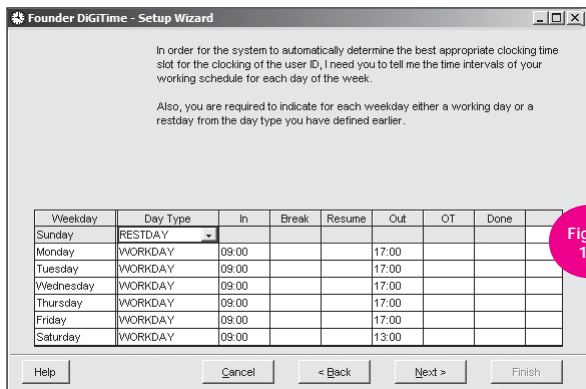 Founder DiGiTime - Setup Wizard
In order for the system to automatically determine the best appropriate clocking time
slot for the clocking of the user ID, I need you to tell me the time intervals of your
working schedule for each day of the week.
Also, you are required to indicate for each weekday either a working day or a
restday from the day type you have defined earlier.
Weekday Day Type In Break Resume Out OT Done
Sunday RESTDAY
Monday WORKDAY 09:00 17:00
Tuesday WORKDAY 09:00 17:00
Wednesday WORKDAY 09:00 17:00
Thursday WORKDAY 09:00 17:00
Friday WORKDAY 09:00 17:00
Saturday WORKDAY 09:00 13:00
Help Cancel < Back Next > Finish